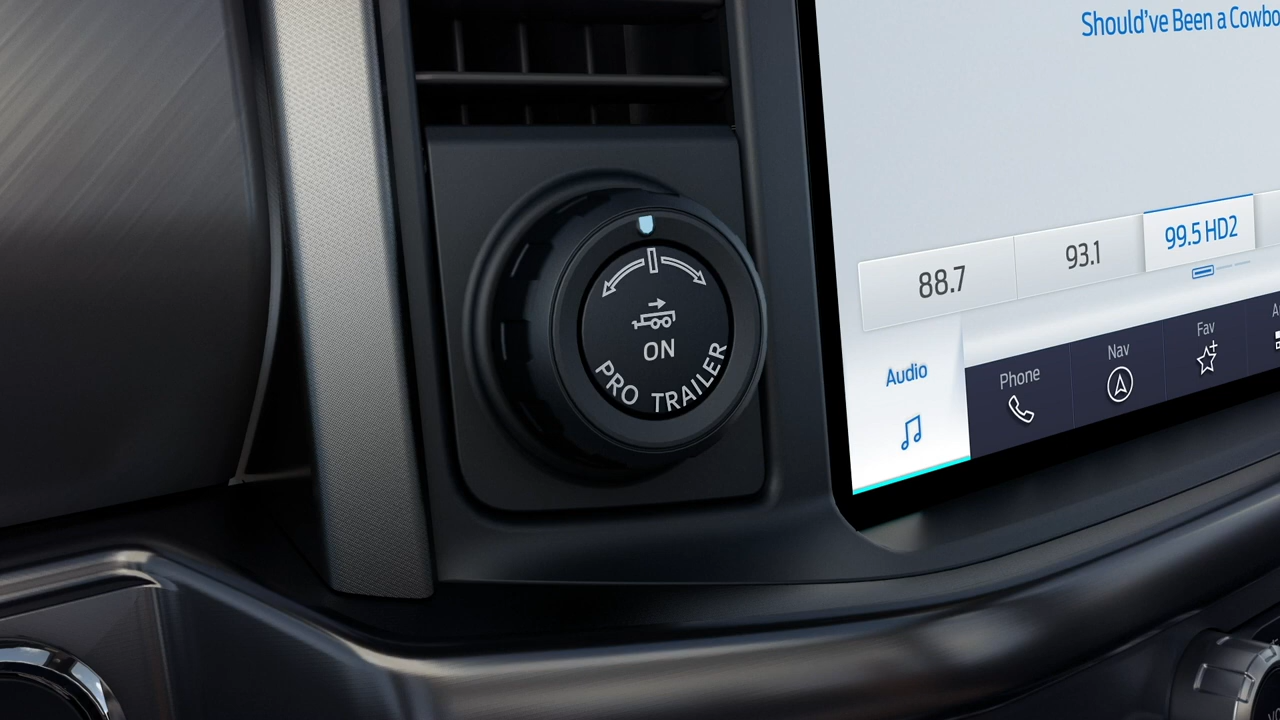 Should've Been a Cowbo
88.7
93.1
99.5 HD2
ON
PRO TRAILER
Audio
Phone
Nav
Fav